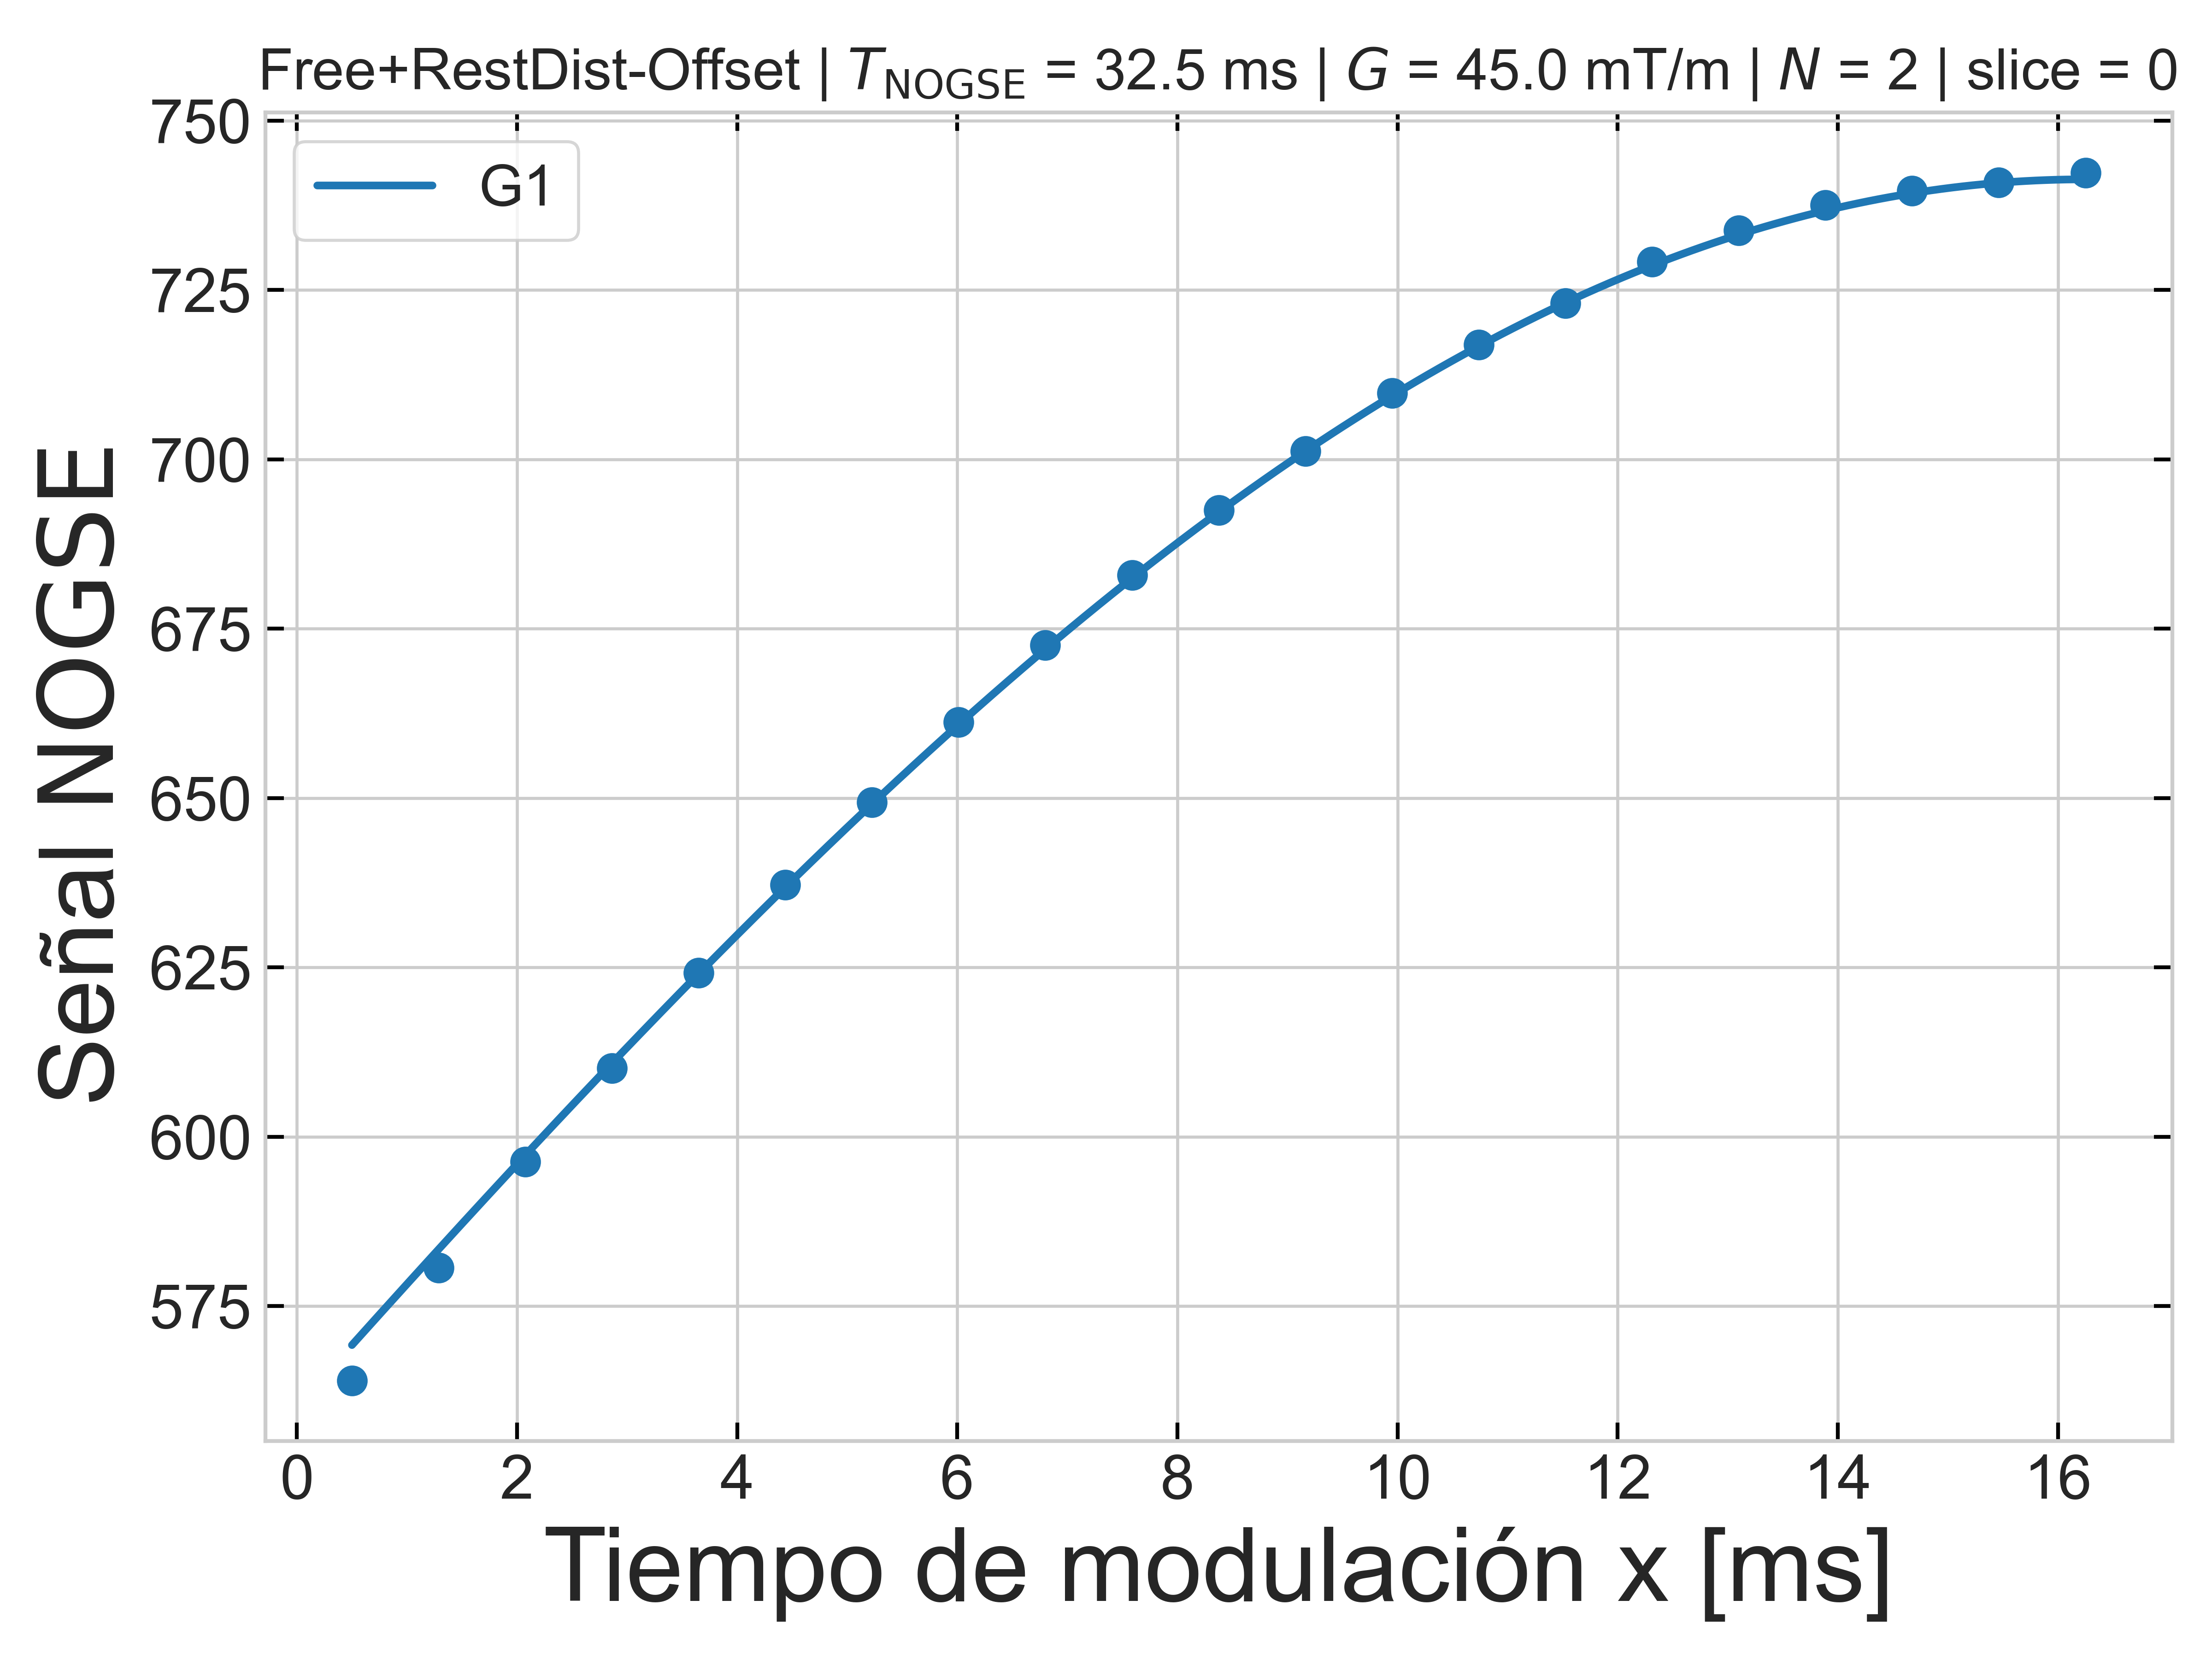 Free+RestDist-Offset | T_NOGSE = 32.5 ms | G = 45.0 mT/m | N = 2 | slice = 0
G1
Señal NOGSE
750
725
700
675
650
625
600
575
0 2 4 6 8 10 12 14 16
Tiempo de modulación x [ms]